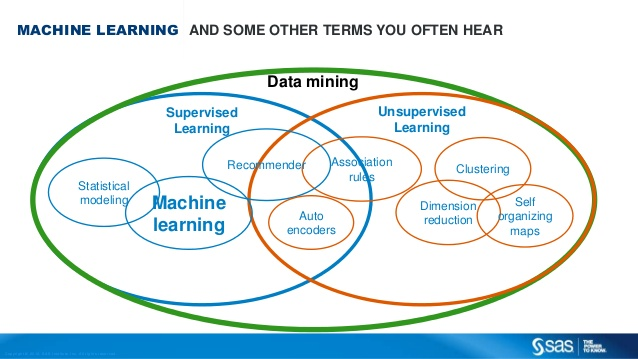 MACHINE LEARNING AND SOME OTHER TERMS YOU OFTEN HEAR
Data mining
Supervised
Learning
Unsupervised
Learning
Recommender
Association
rules
Clustering
Statistical
modeling
Machine
learning
Auto
encoders
Dimension
reduction
Self
organizing
maps
sas
THE
POWER
TO KNOW.